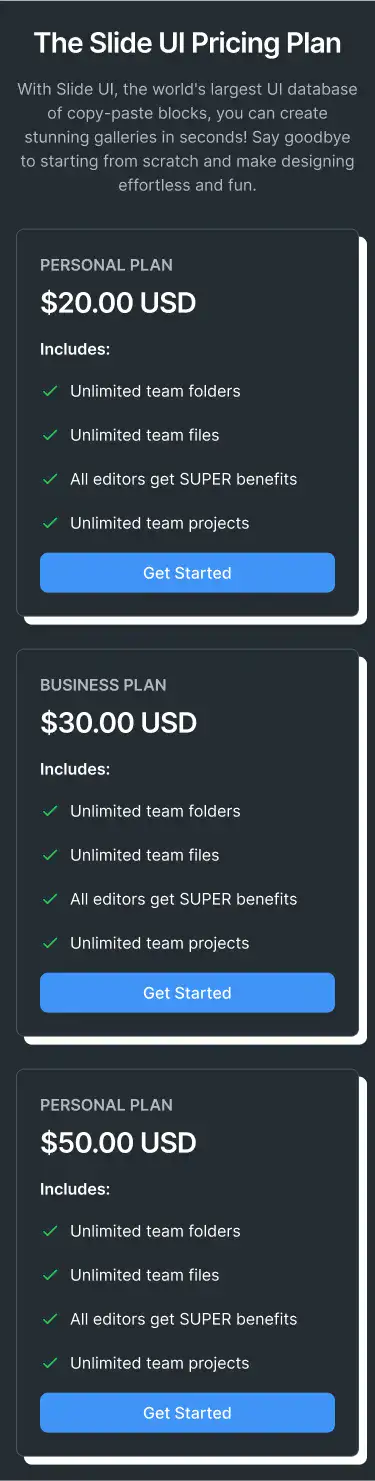 The Slide UI Pricing Plan
With Slide UI, the world's largest UI database
of copy-paste blocks, you can create
stunning galleries in seconds! Say goodbye
to starting from scratch and make designing
effortless and fun.
PERSONAL PLAN
$20.00 USD
Includes:
Unlimited team folders
Unlimited team files
All editors get SUPER benefits
Unlimited team projects
Get Started
BUSINESS PLAN
$30.00 USD
Includes:
Unlimited team folders
Unlimited team files
All editors get SUPER benefits
Unlimited team projects
Get Started
PERSONAL PLAN
$50.00 USD
Includes:
Unlimited team folders
Unlimited team files
All editors get SUPER benefits
Unlimited team projects
Get Started